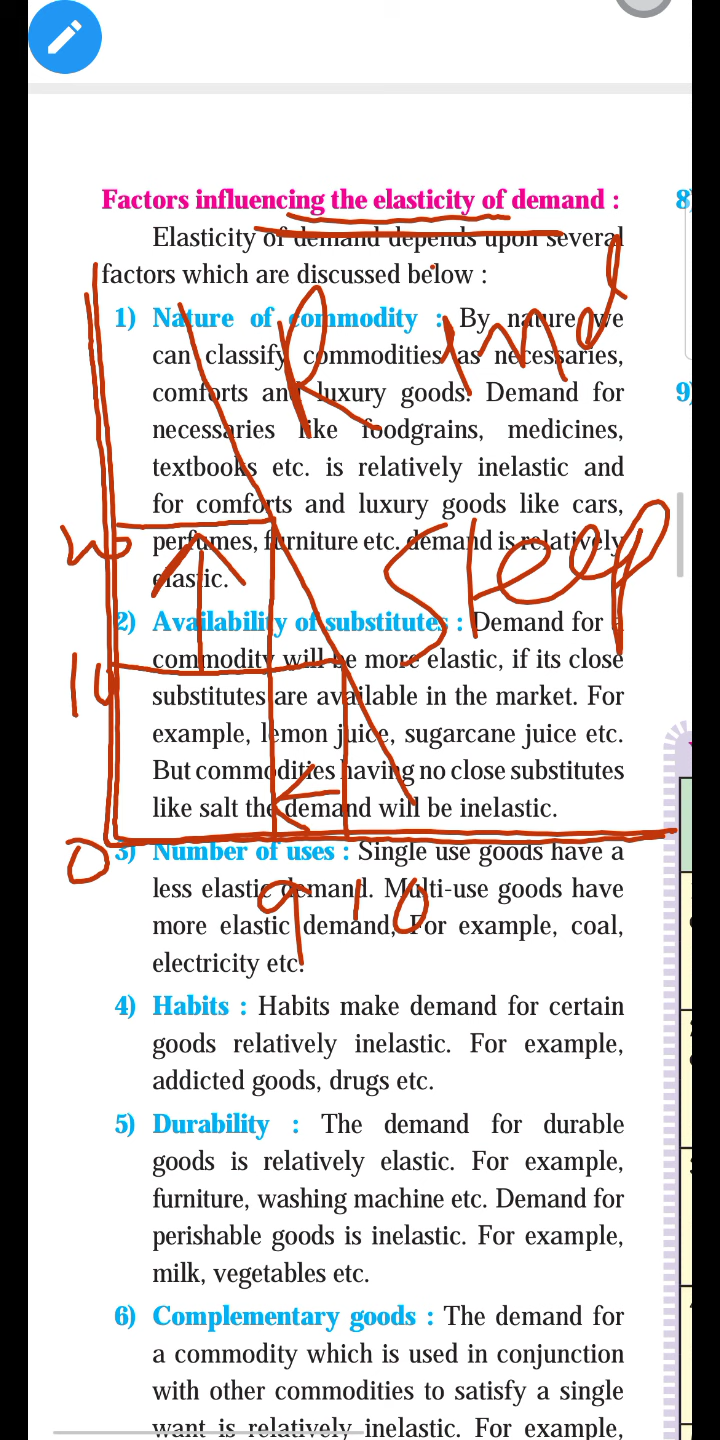 Factors influencing the elasticity of demand :
8)
Elasticity of demand depends upon several
factors which are discussed below :
1) Nature of commodity : By nature we
can classify commodities as necessaries,
comforts and luxury goods. Demand for
9)
necessaries like foodgrains, medicines,
textbooks etc. is relatively inelastic and
for comforts and luxury goods like cars,
perfumes, furniture etc. demand is relatively
elastic.
Steep
2) Availability of substitutes : Demand for a
commodity will be more elastic, if its close
substitutes are available in the market. For
example, lemon juice, sugarcane juice etc.
But commodities having no close substitutes
like salt the demand will be inelastic.
0
3) Number of uses : Single use goods have a
less elastic demand. Multi-use goods have
9 10
more elastic demand, For example, coal,
electricity etc.
4) Habits : Habits make demand for certain
goods relatively inelastic. For example,
addicted goods, drugs etc.
5) Durability : The demand for durable
goods is relatively elastic. For example,
furniture, washing machine etc. Demand for
perishable goods is inelastic. For example,
milk, vegetables etc.
6) Complementary goods : The demand for
a commodity which is used in conjunction
with other commodities to satisfy a single
want is relatively inelastic. For example,